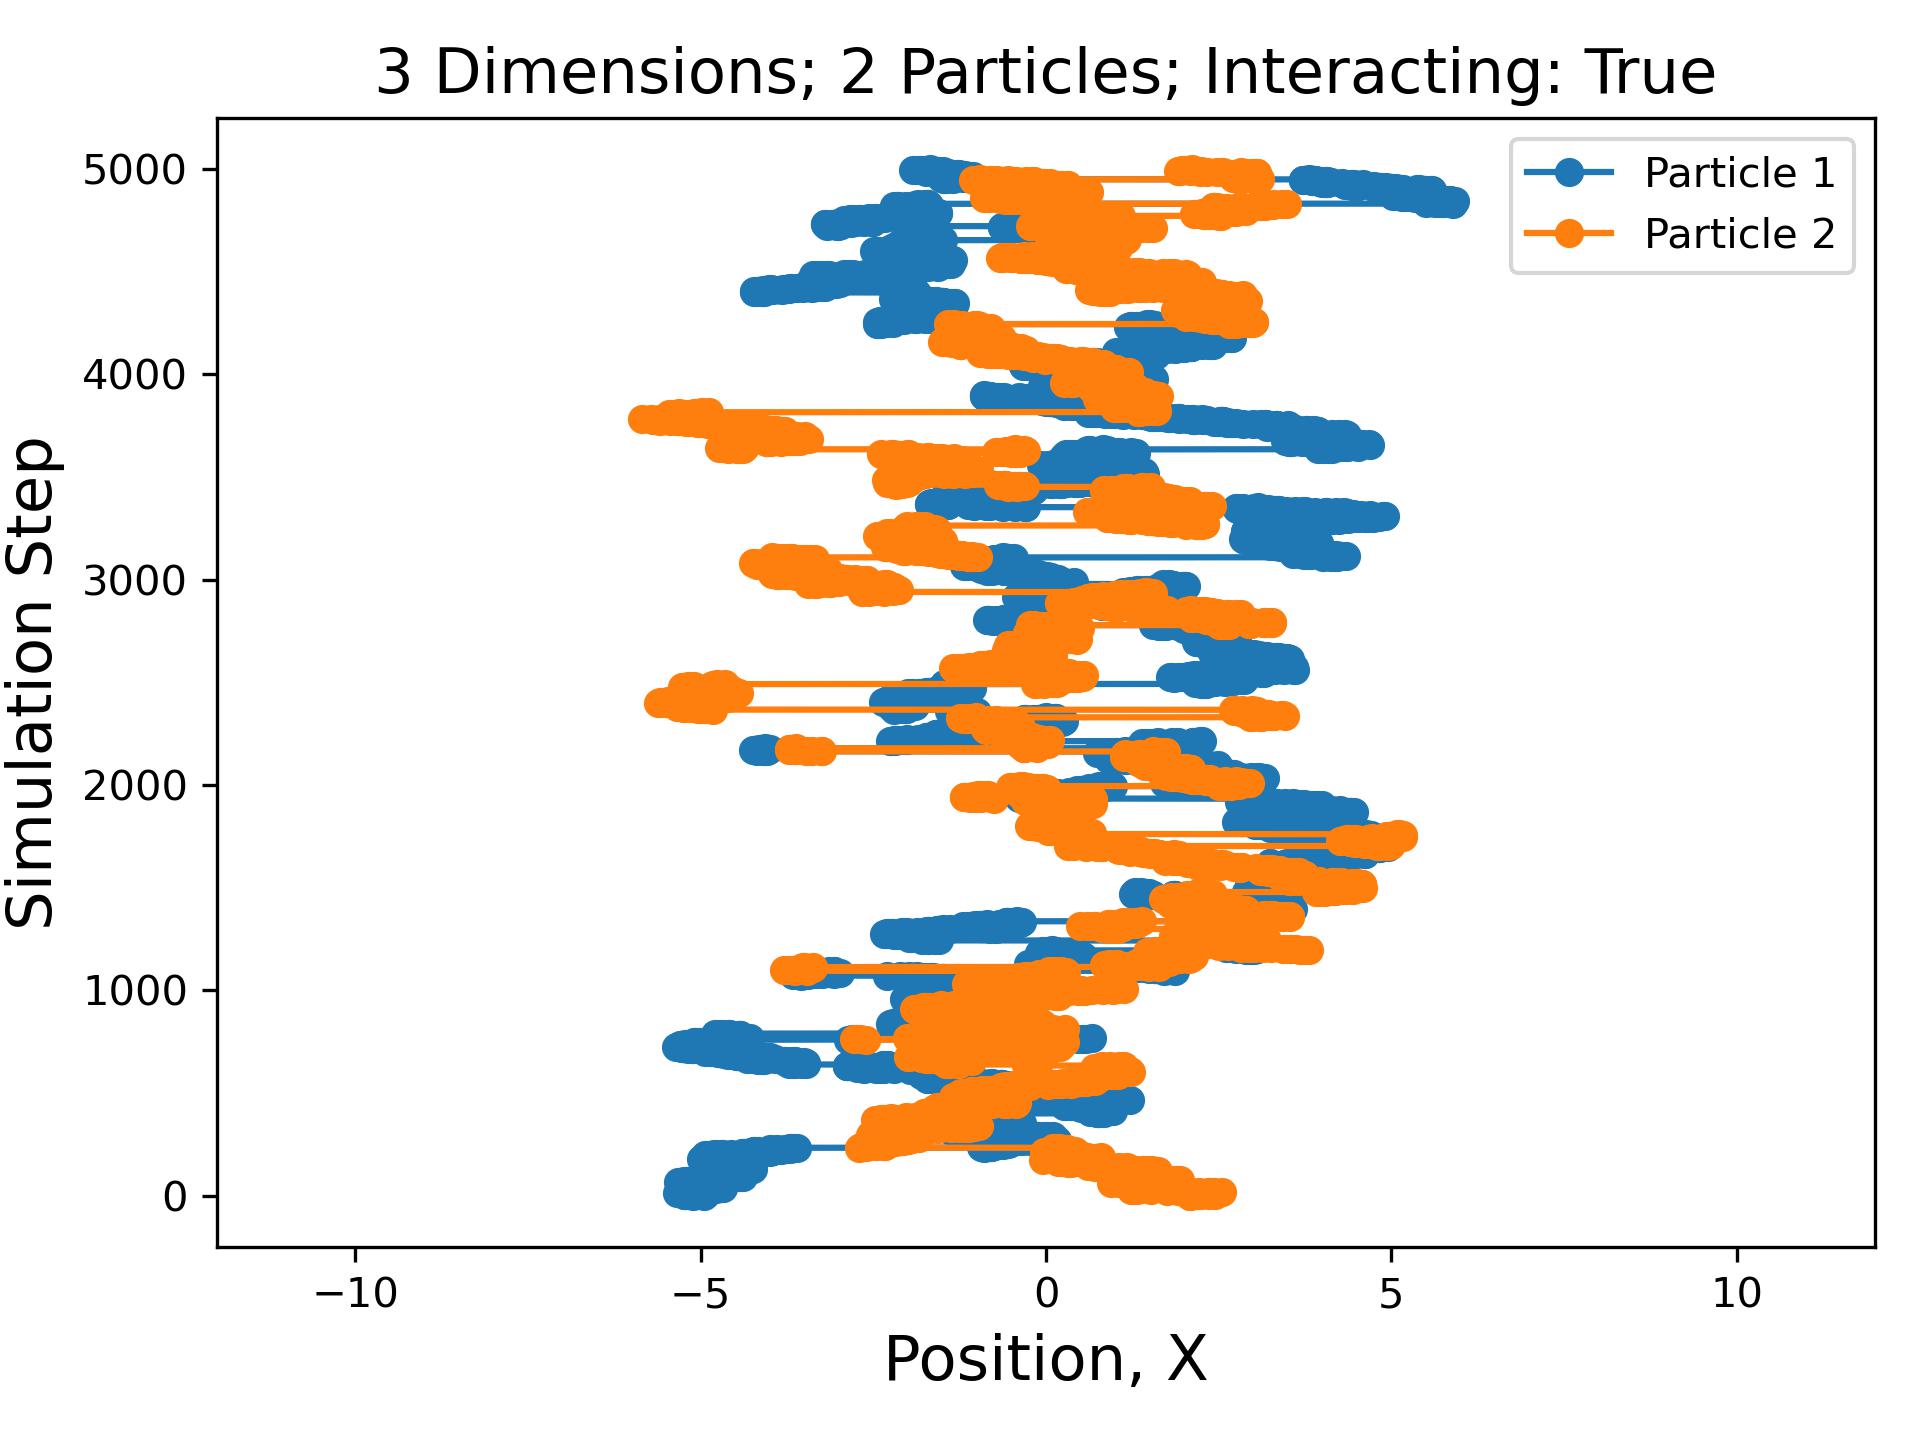 3 Dimensions; 2 Particles; Interacting: True
Particle 1
Particle 2
Simulation Step
5000
4000
3000
2000
1000
0
−10
−5
0
5
10
Position, X